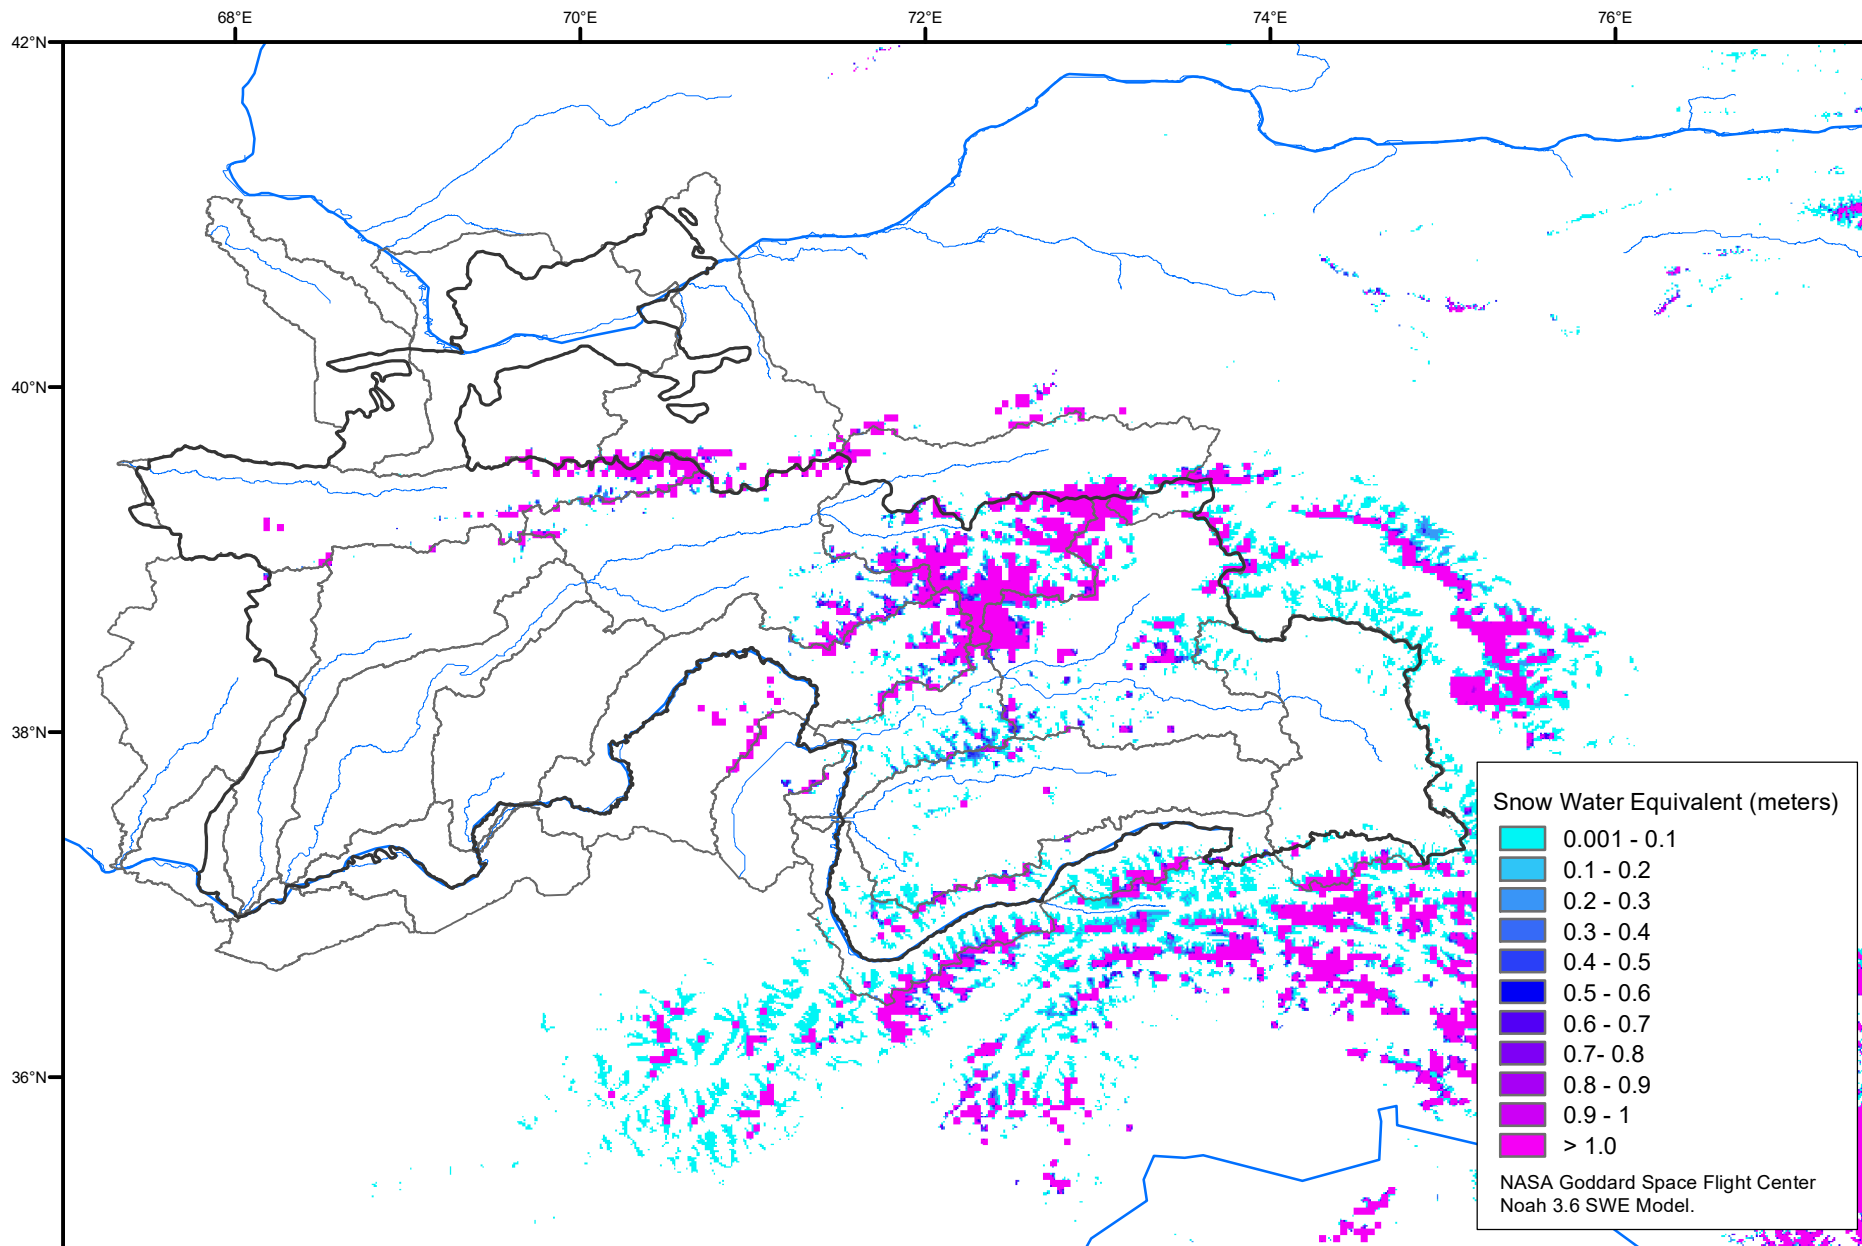 68°E
70°E
72°E
74°E
76°E
42°N
40°N
38°N
36°N
Snow Water Equivalent (meters)
0.001 - 0.1
0.1 - 0.2
0.2 - 0.3
0.3 - 0.4
0.4 - 0.5
0.5 - 0.6
0.6 - 0.7
0.7- 0.8
0.8 - 0.9
0.9 - 1
> 1.0
NASA Goddard Space Flight Center
Noah 3.6 SWE Model.